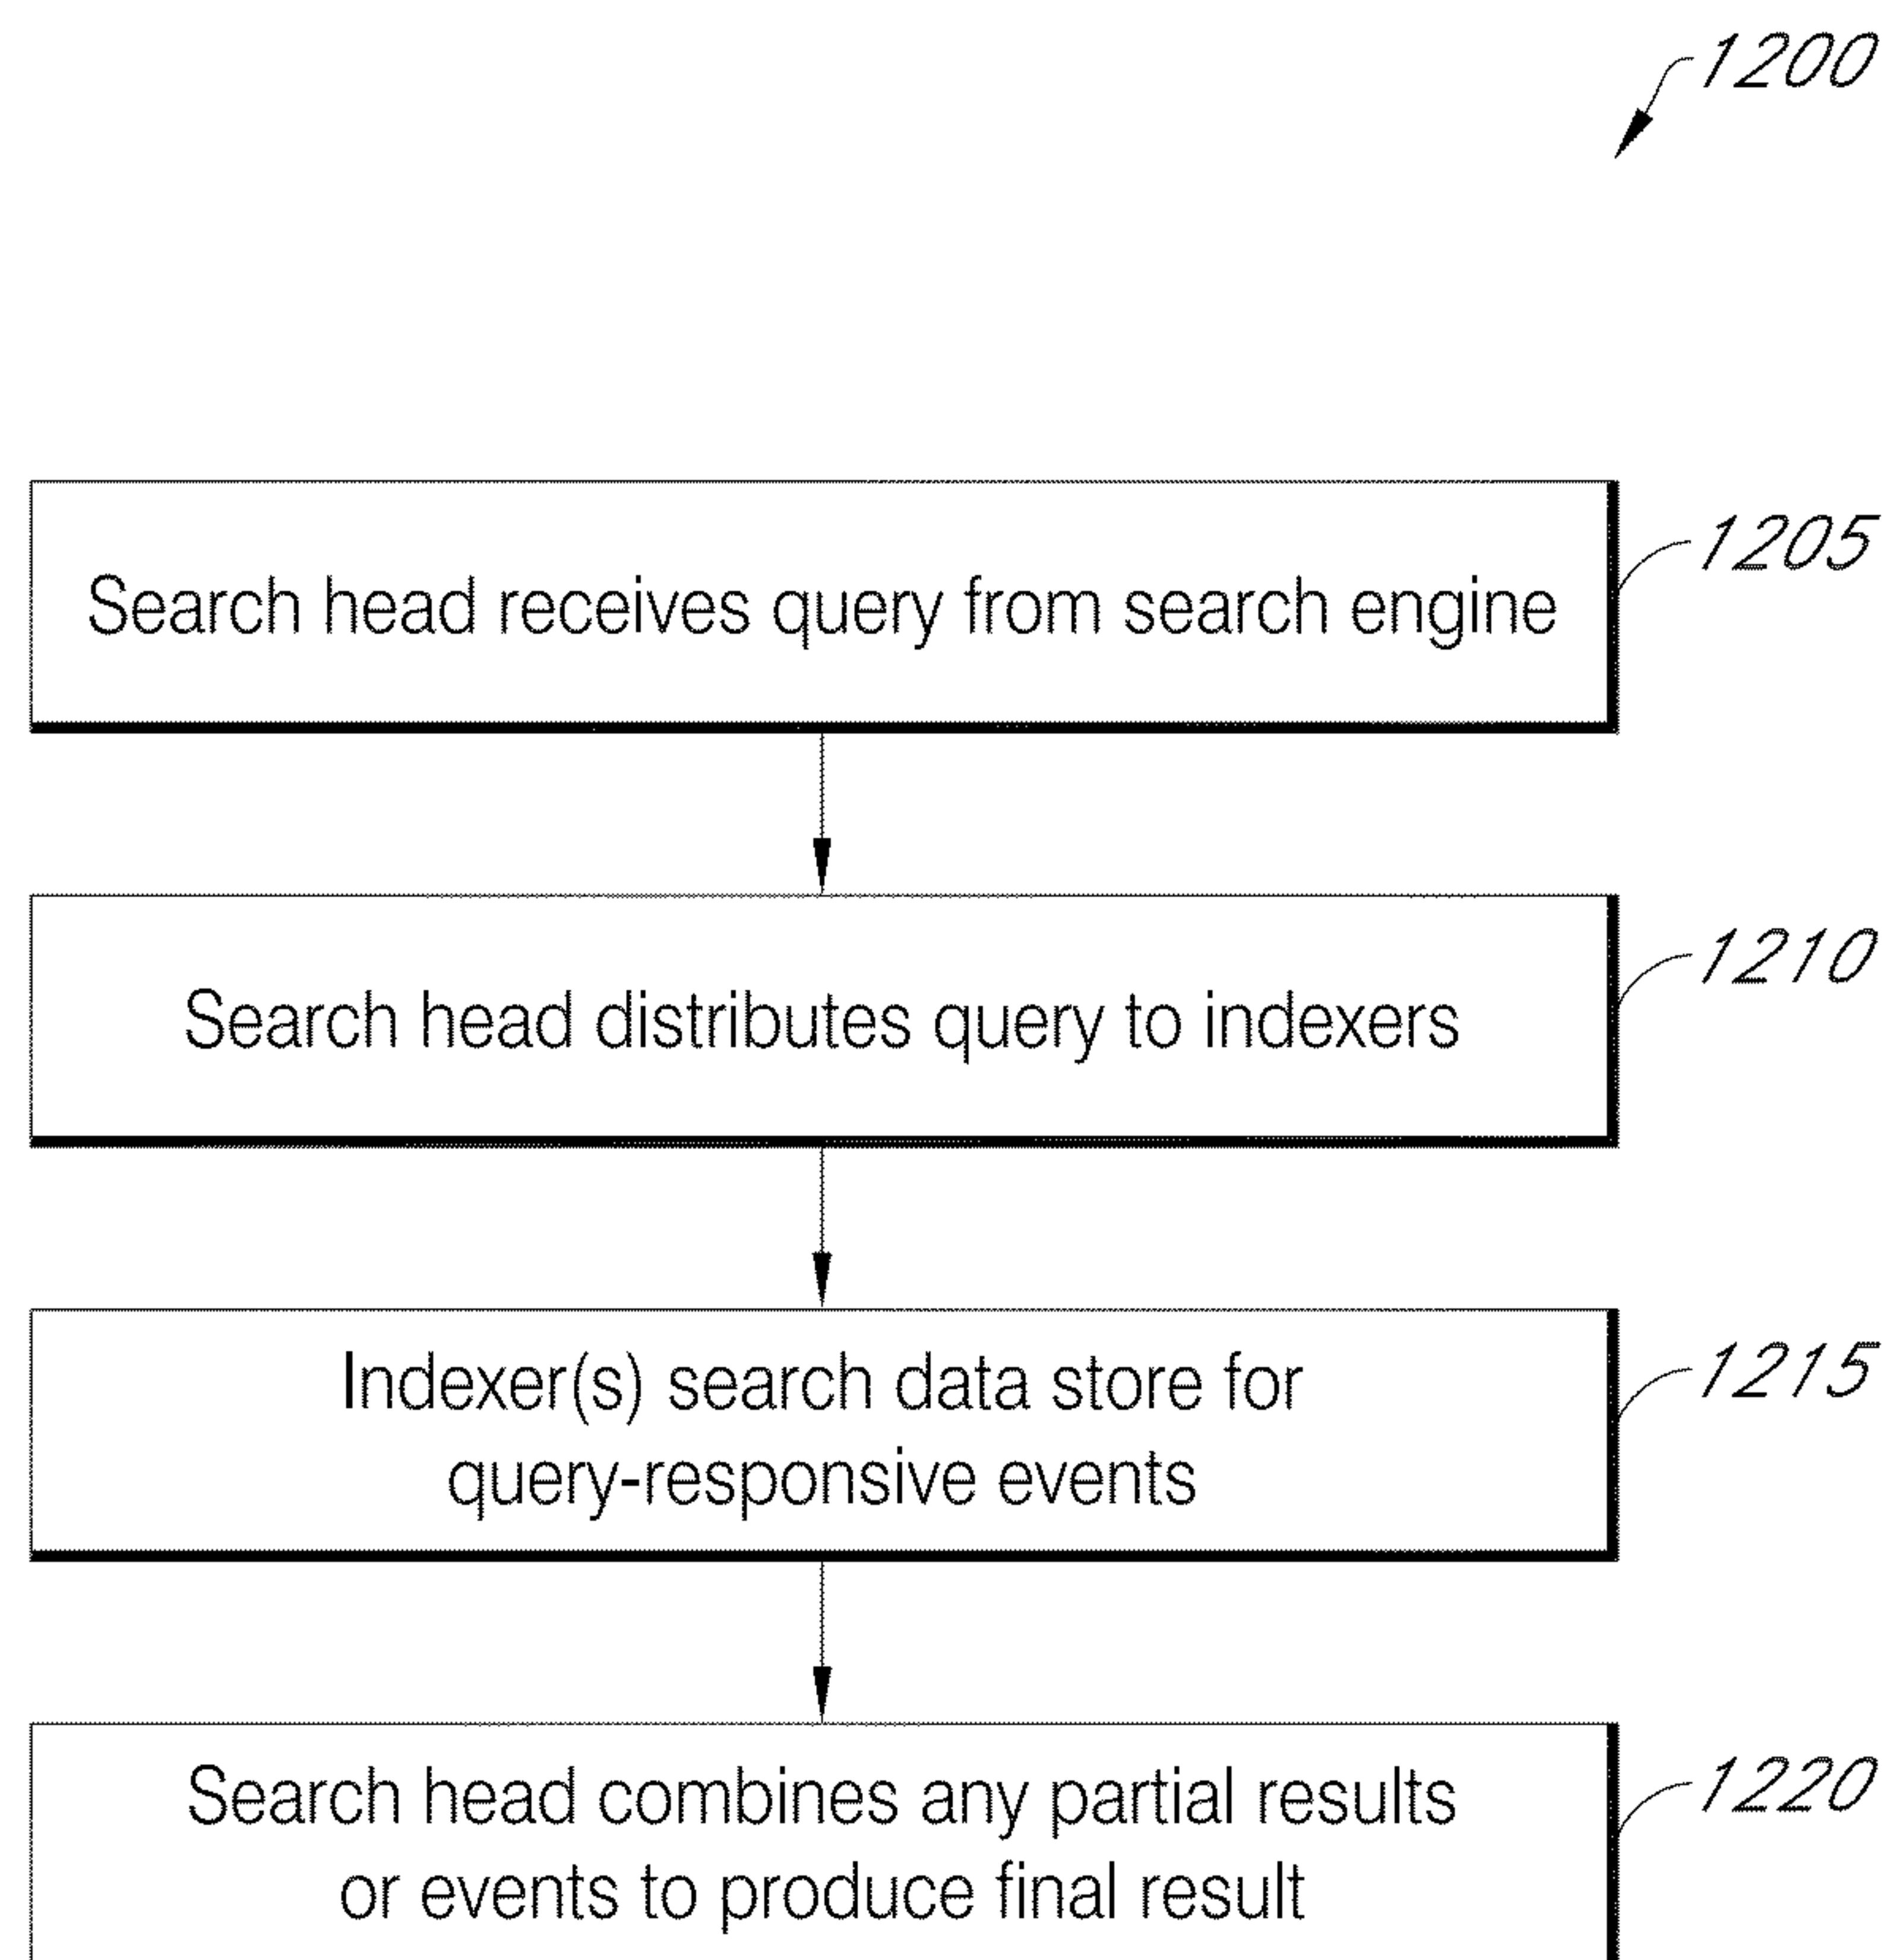 1200
Search head receives query from search engine
1205
Search head distributes query to indexers
1210
Indexer(s) search data store for
query-responsive events
1215
Search head combines any partial results
or events to produce final result
1220